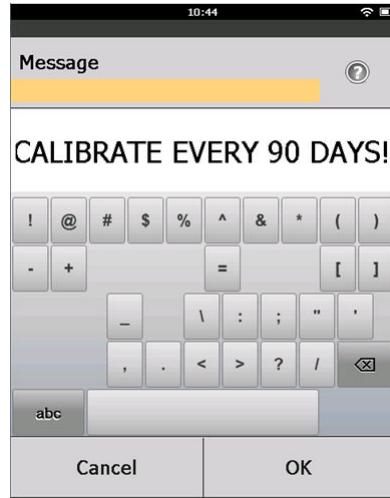 10:44
Message
?
CALIBRATE EVERY 90 DAYS!
! @ # $ % ^ & * ( )
- + = [ ]
_ \ : ; " '
, . < > ? /
abc
Cancel OK